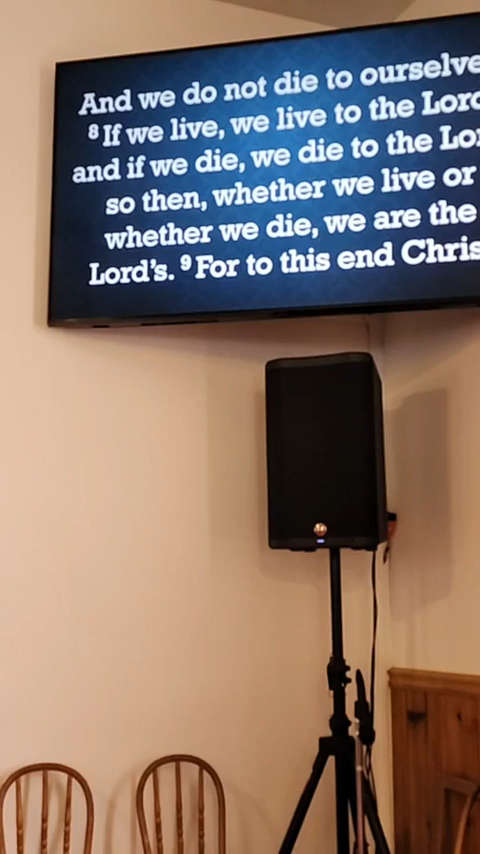 And we do not die to ourselve
8 If we live, we live to the Lord
and if we die, we die to the Lor
so then, whether we live or
whether we die, we are the
Lord's. 9 For to this end Chris